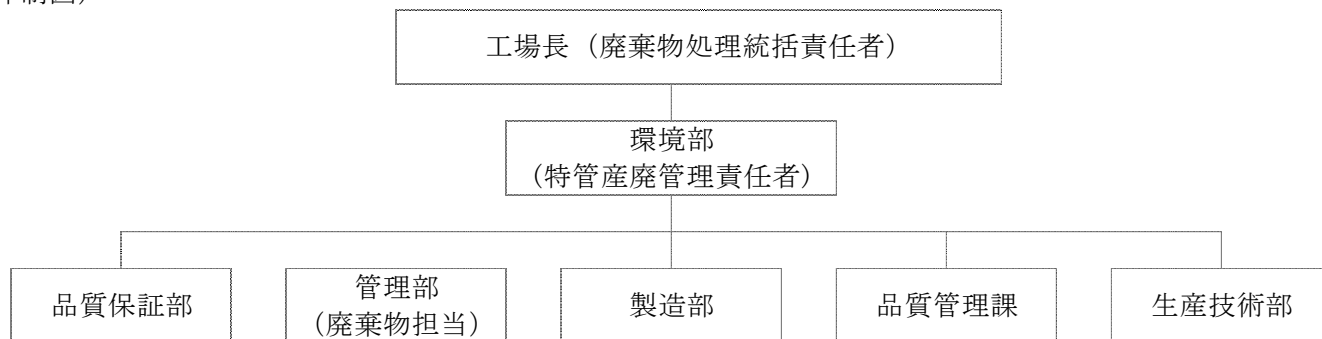 工場長（廃棄物処理統括責任者）
環境部
（特管産廃管理責任者）
品質保証部
管理部
（廃棄物担当）
製造部
品質管理課
生産技術部